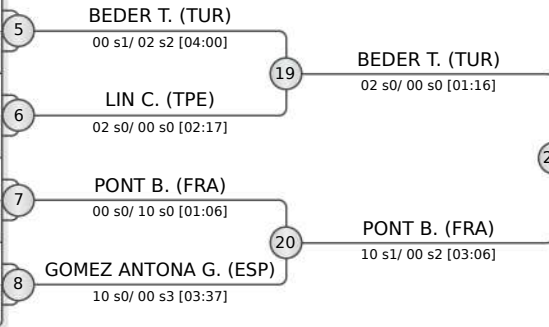 5
BEDER T. (TUR)
00 s1/ 02 s2 [04:00]
19
BEDER T. (TUR)
02 s0/ 00 s0 [01:16]
6
LIN C. (TPE)
02 s0/ 00 s0 [02:17]
7
PONT B. (FRA)
00 s0/ 10 s0 [01:06]
20
PONT B. (FRA)
10 s1/ 00 s2 [03:06]
8
GOMEZ ANTONA G. (ESP)
10 s0/ 00 s3 [03:37]